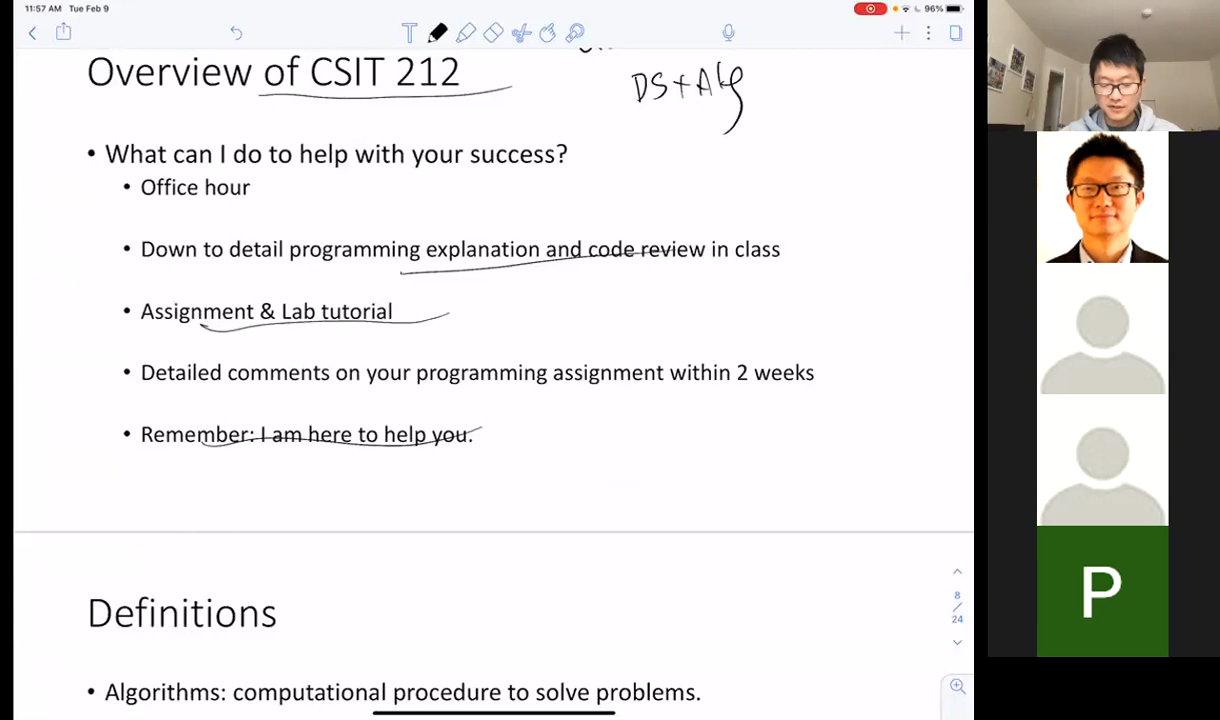 11:57 AM Tue Feb 9
96%
Overview of CSIT 212
DS+Alg
• What can I do to help with your success?
• Office hour
• Down to detail programming explanation and code review in class
• Assignment & Lab tutorial
• Detailed comments on your programming assignment within 2 weeks
• Remember: I am here to help you.
8
/
24
Definitions
• Algorithms: computational procedure to solve problems.
P